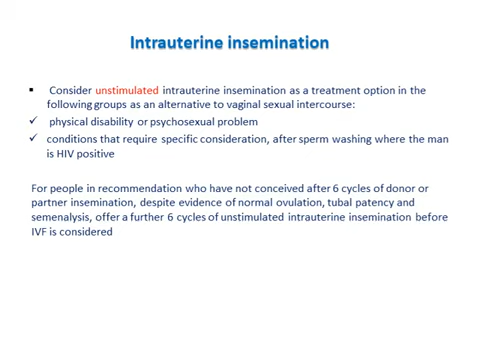 Intrauterine insemination
▪ Consider unstimulated intrauterine insemination as a treatment option in the
following groups as an alternative to vaginal sexual intercourse:
✓ physical disability or psychosexual problem
✓ conditions that require specific consideration, after sperm washing where the man
is HIV positive
For people in recommendation who have not conceived after 6 cycles of donor or
partner insemination, despite evidence of normal ovulation, tubal patency and
semenalysis, offer a further 6 cycles of unstimulated intrauterine insemination before
IVF is considered